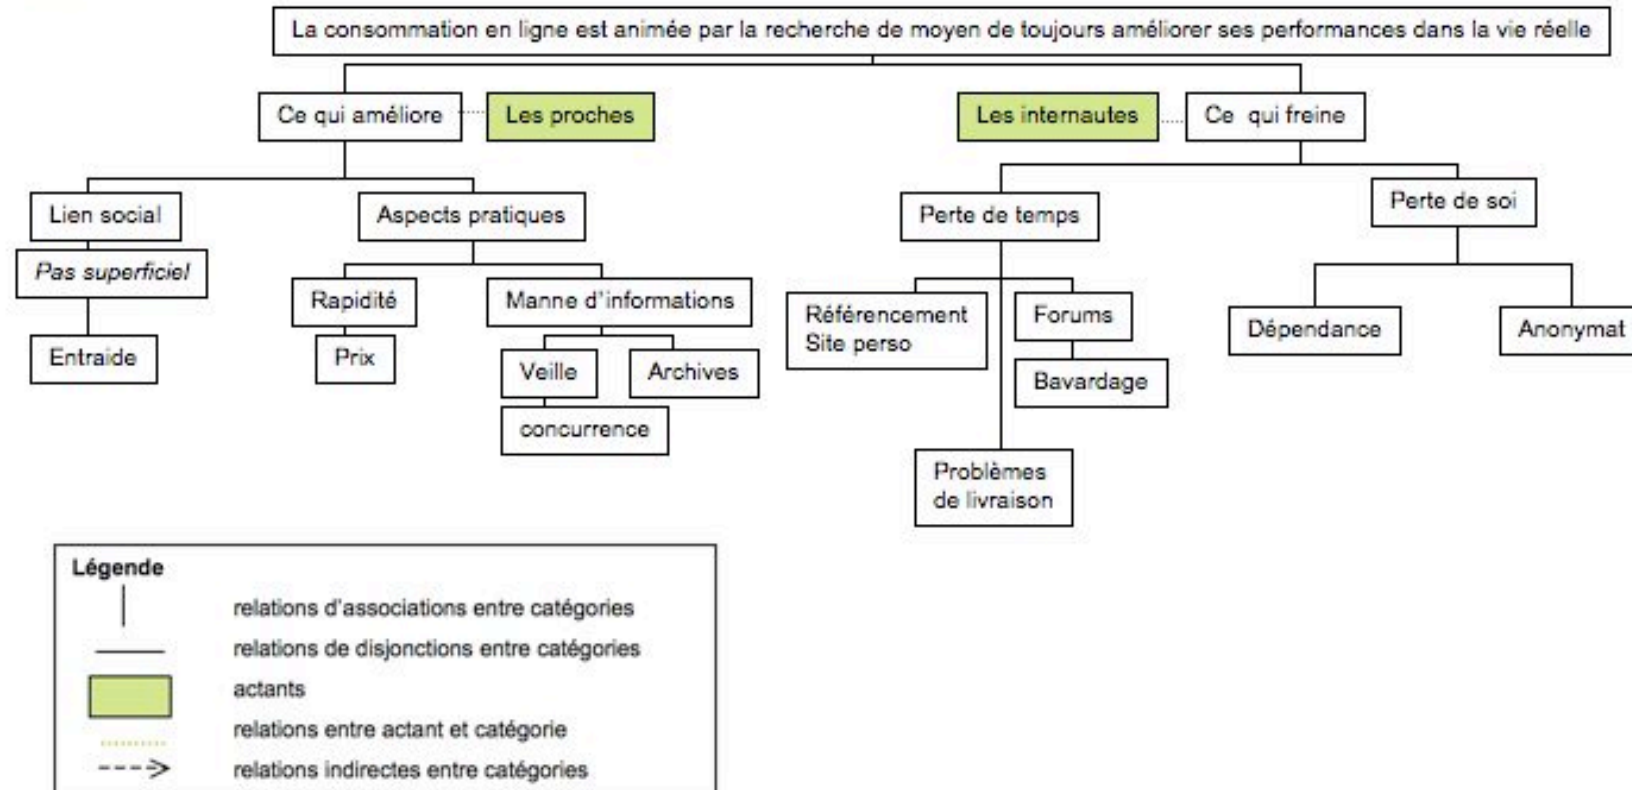 La consommation en ligne est animée par la recherche de moyen de toujours améliorer ses performances dans la vie réelle
Ce qui améliore
Les proches
Les internautes
Ce qui freine
Lien social
Aspects pratiques
Perte de temps
Perte de soi
Pas superficiel
Rapidité
Manne d'informations
Référencement
Site perso
Forums
Dépendance
Anonymat
Entraide
Prix
Veille
Archives
Bavardage
concurrence
Problèmes
de livraison
Légende
relations d'associations entre catégories
relations de disjonctions entre catégories
actants
relations entre actant et catégorie
relations indirectes entre catégories